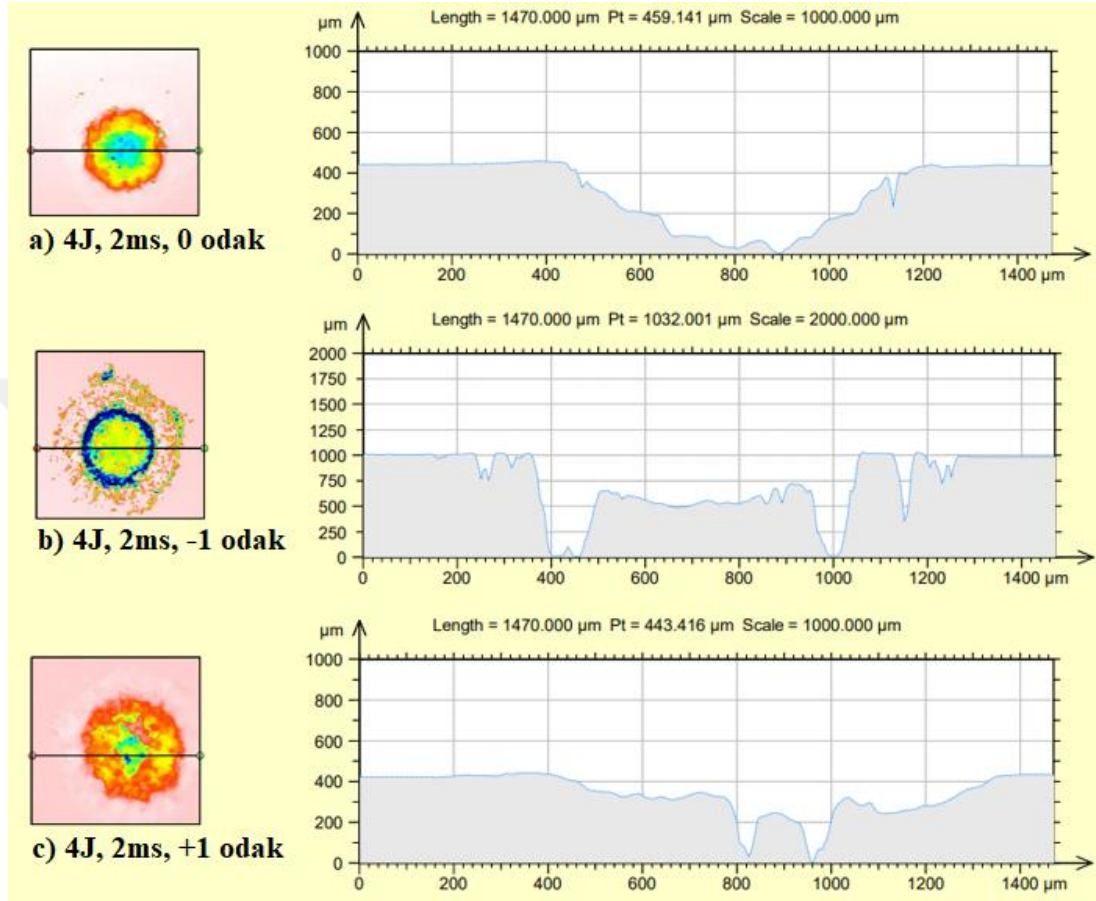 Length = 1470.000 µm Pt = 459.141 µm Scale = 1000.000 µm
µm
1000
800
600
400
200
0
0 200 400 600 800 1000 1200 1400 µm
a) 4J, 2ms, 0 odak
Length = 1470.000 µm Pt = 1032.001 µm Scale = 2000.000 µm
µm
2000
1750
1500
1250
1000
750
500
250
0
0 200 400 600 800 1000 1200 1400 µm
b) 4J, 2ms, -1 odak
Length = 1470.000 µm Pt = 443.416 µm Scale = 1000.000 µm
µm
1000
800
600
400
200
0
0 200 400 600 800 1000 1200 1400 µm
c) 4J, 2ms, +1 odak